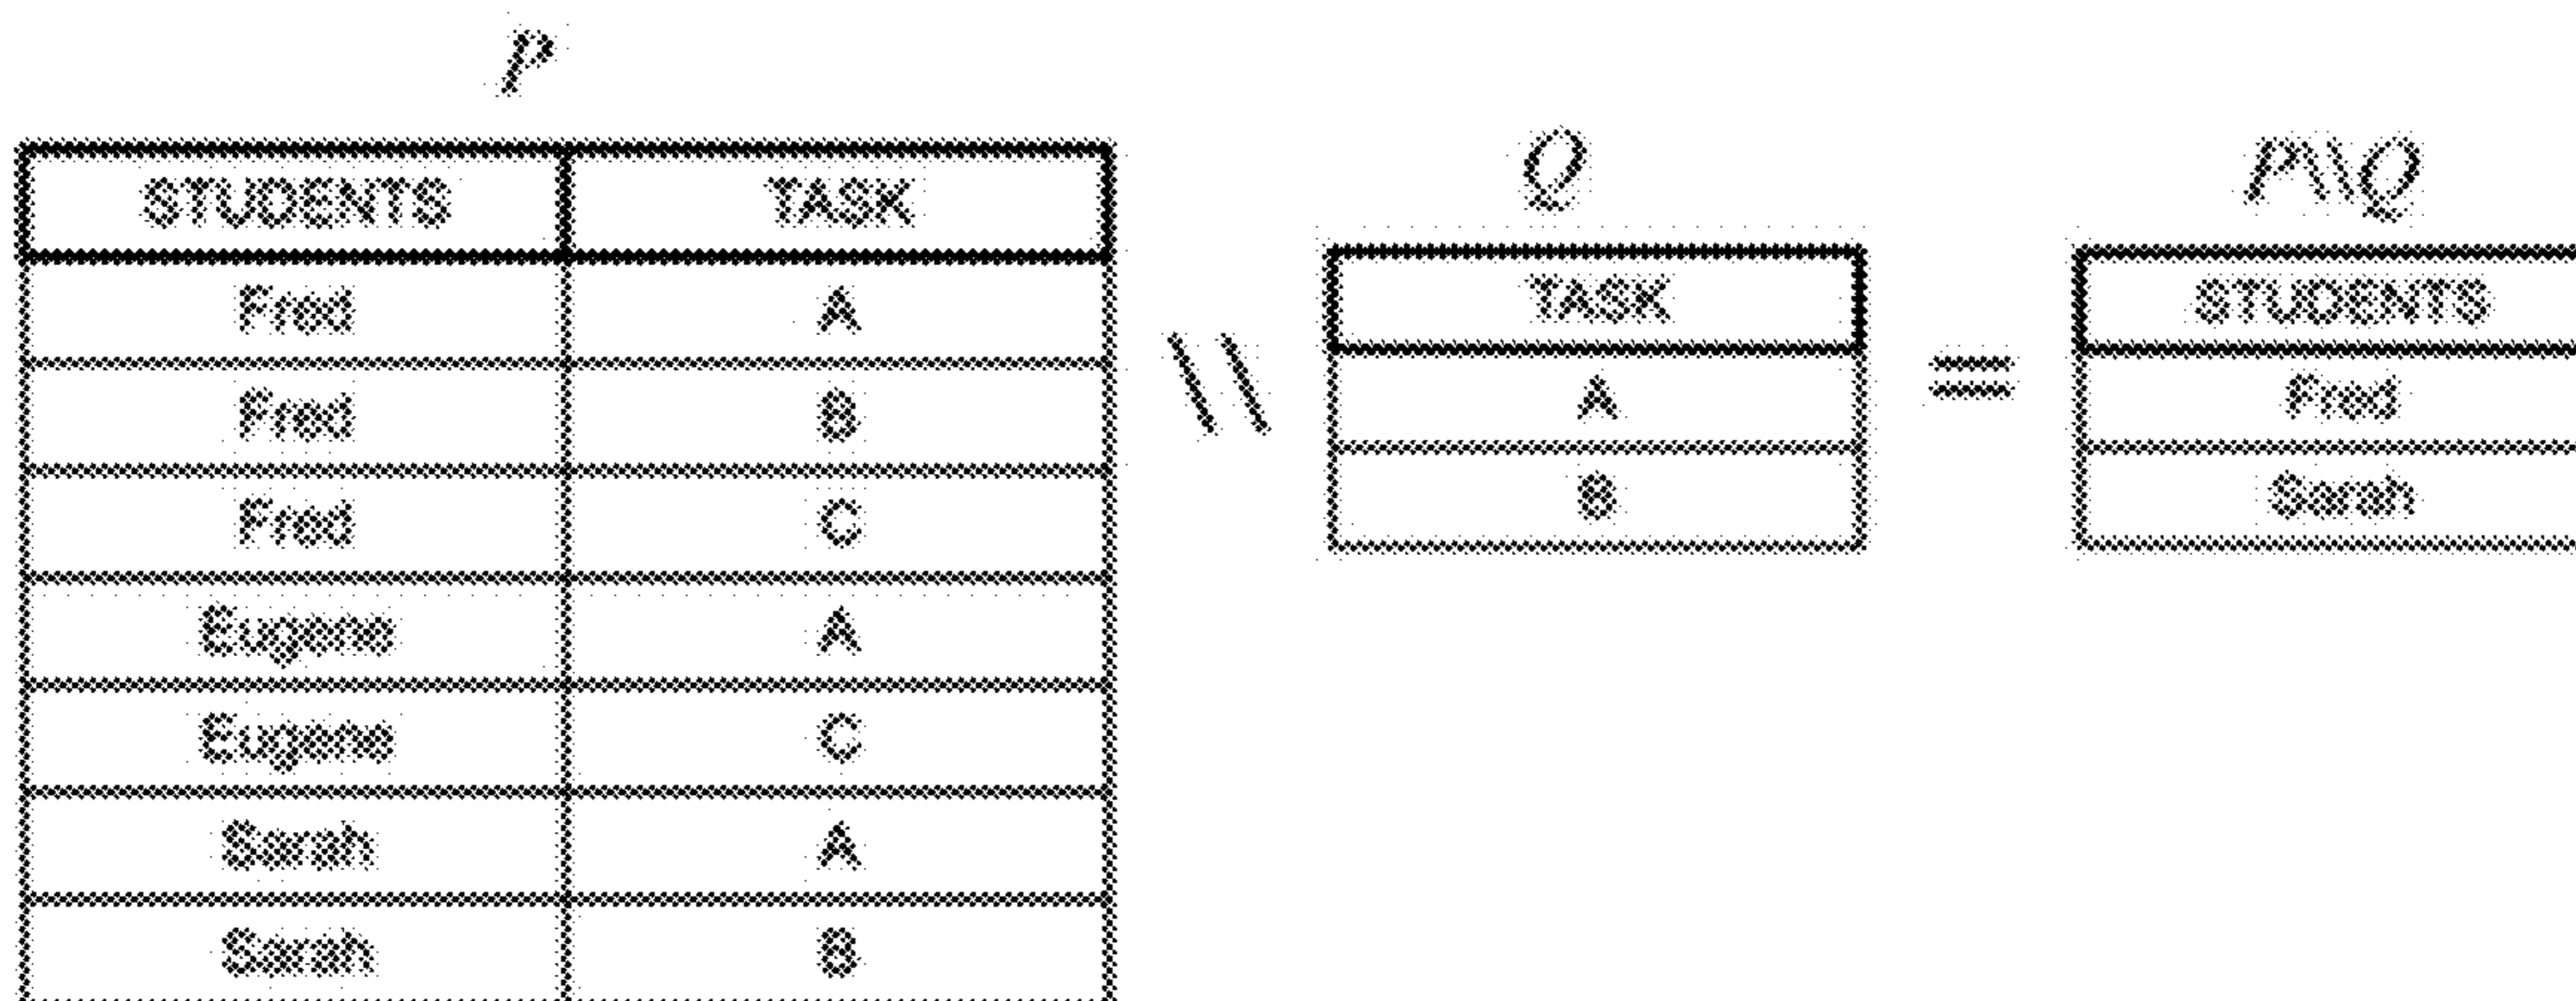 P
STUDENTS TASK
Fred A
Fred B
Fred C
Eugene A
Eugene C
Sarah A
Sarah B
\\
Q
TASK
A
B
=
P\\Q
STUDENTS
Fred
Sarah